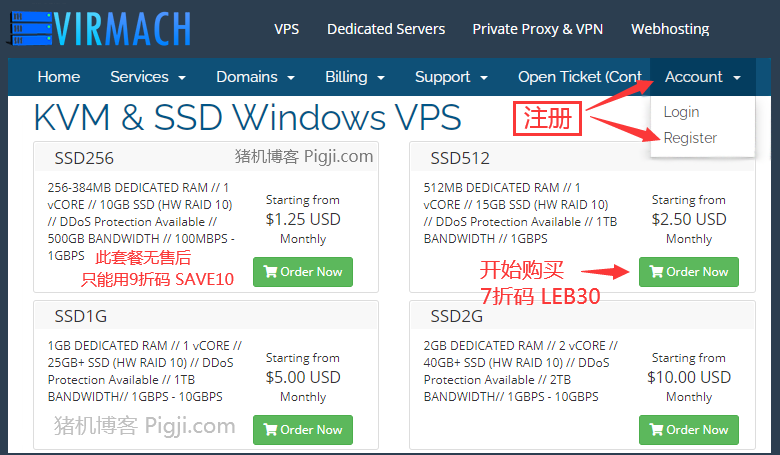 VIRMACH
VPS Dedicated Servers Private Proxy & VPN Webhosting
Home Services Domains Billing Support Open Ticket (Cont Account
Login
Register
注册
KVM & SSD Windows VPS
SSD256
猪机博客 Pigji.com
256-384MB DEDICATED RAM // 1
vCORE // 10GB SSD (HW RAID 10)
// DDoS Protection Available //
500GB BANDWIDTH // 100MBPS -
1GBPS
此套餐无售后
只能用9折码 SAVE10
Starting from
$1.25 USD
Monthly
Order Now
SSD512
512MB DEDICATED RAM // 1
vCORE // 15GB SSD (HW RAID 10)
// DDoS Protection Available // 1TB
BANDWIDTH // 1GBPS
Starting from
$2.50 USD
Monthly
开始购买
7折码 LEB30
Order Now
SSD1G
1GB DEDICATED RAM // 1 vCORE //
25GB+ SSD (HW RAID 10) // DDoS
Protection Available // 1TB
BANDWIDTH// 1GBPS - 10GBPS
猪机博客 Pigji.com
Starting from
$5.00 USD
Monthly
Order Now
SSD2G
2GB DEDICATED RAM // 2 vCORE //
40GB+ SSD (HW RAID 10) // DDoS
Protection Available // 2TB
BANDWIDTH// 1GBPS - 10GBPS
Starting from
$10.00 USD
Monthly
Order Now